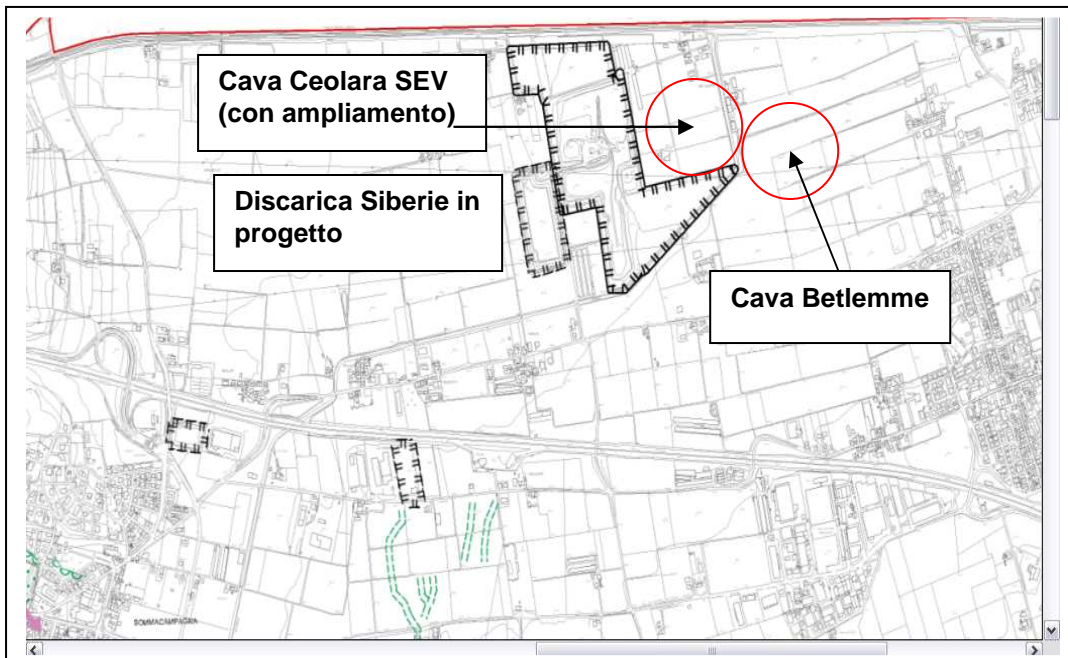 Cava Ceolara SEV
(con ampliamento)
Discarica Siberie in
progetto
Cava Betlemme
SOMMACAMPAGNA